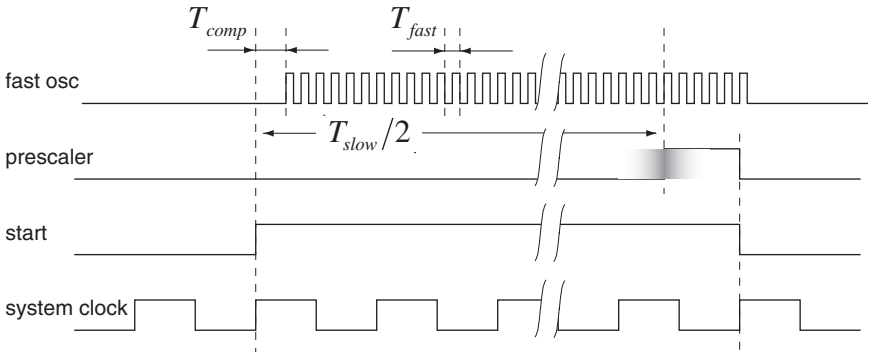 T_comp
T_fast
fast osc
T_slow/2
prescaler
start
system clock